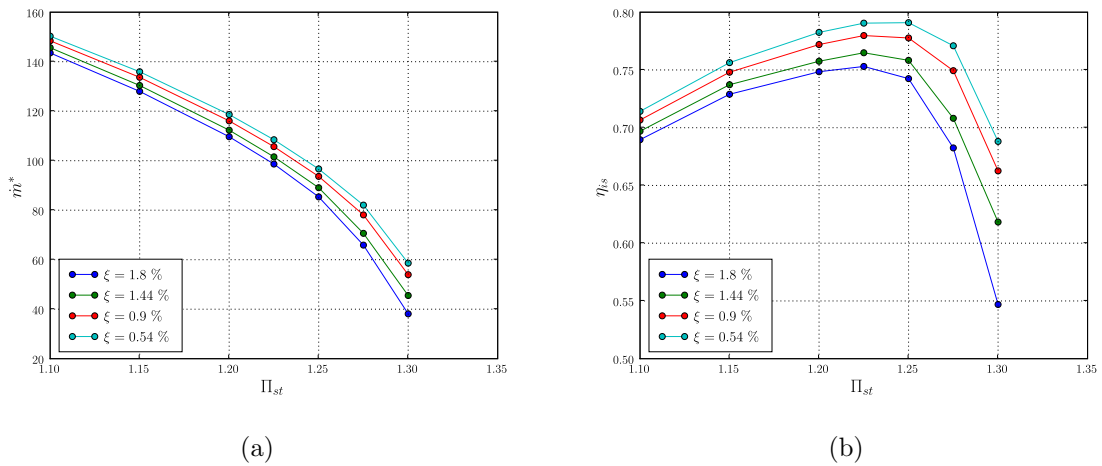 160
140
120
100
80
60
40
20
ṁ*
ξ = 1.8 %
ξ = 1.44 %
ξ = 0.9 %
ξ = 0.54 %
1.10 1.15 1.20 1.25 1.30 1.35
Π_st
(a)
0.80
0.75
0.70
0.65
0.60
0.55
0.50
η_is
ξ = 1.8 %
ξ = 1.44 %
ξ = 0.9 %
ξ = 0.54 %
1.10 1.15 1.20 1.25 1.30 1.35
Π_st
(b)